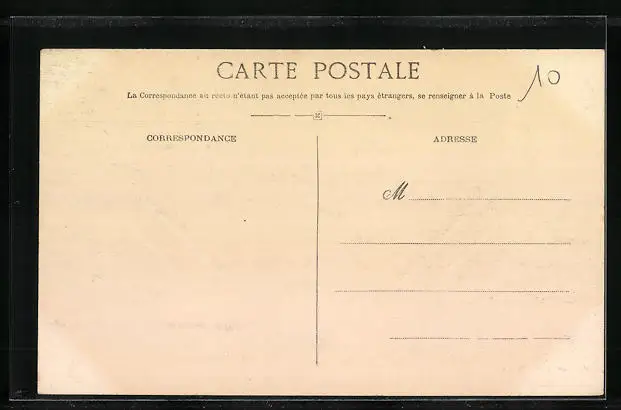 CARTE POSTALE
10
La Correspondance au recto n'étant pas acceptée par tous les pays étrangers, se renseigner à la Poste
CORRESPONDANCE
ADRESSE
M